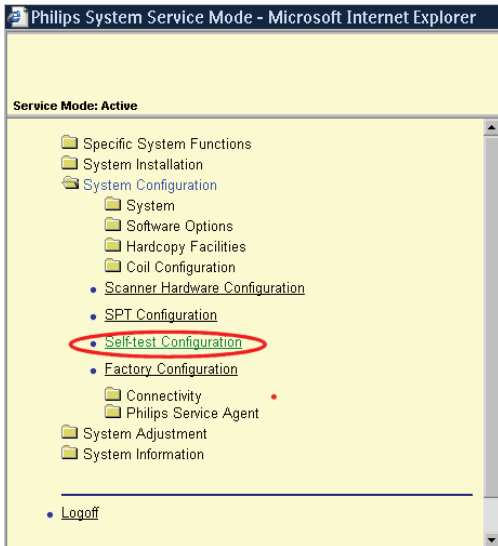 Philips System Service Mode - Microsoft Internet Explorer
Service Mode: Active
Specific System Functions
System Installation
System Configuration
System
Software Options
Hardcopy Facilities
Coil Configuration
Scanner Hardware Configuration
SPT Configuration
Self-test Configuration
Factory Configuration
Connectivity
Philips Service Agent
System Adjustment
System Information
Logoff